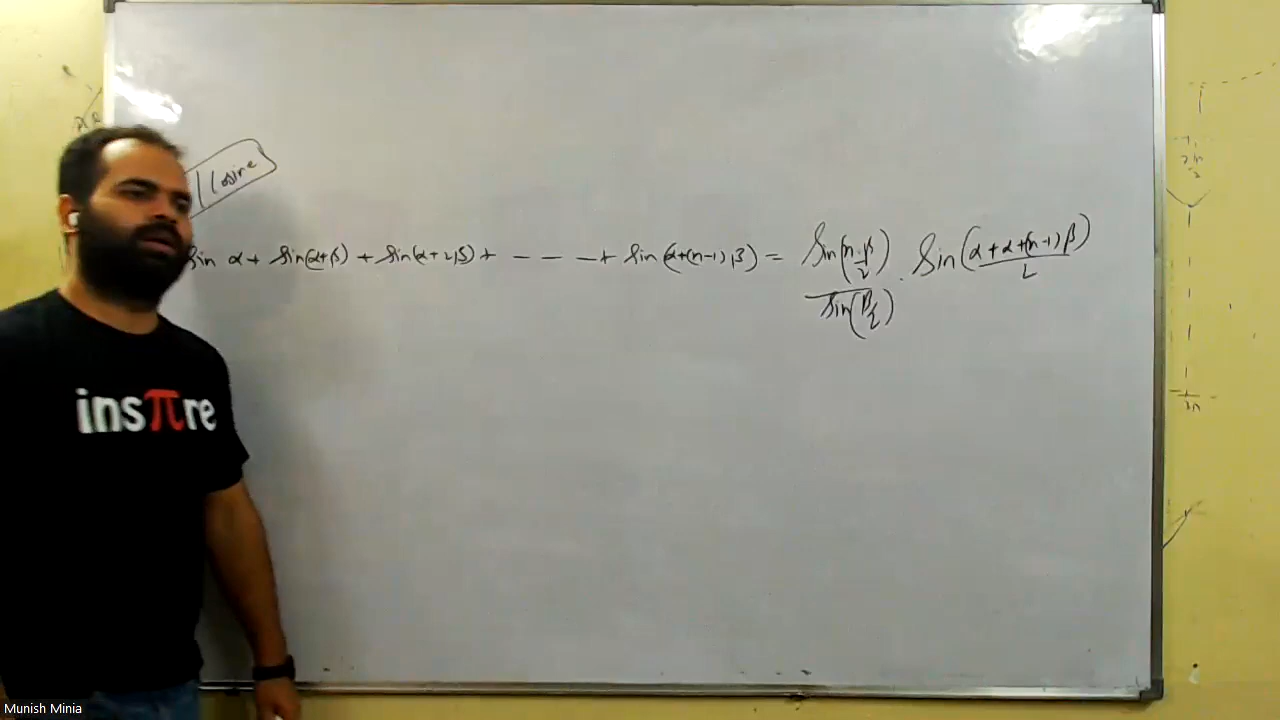 | Cosine
Sin α + Sin(α+β) + Sin(α+2β) + - - - + Sin(α+(n-1)β) = Sin(nβ/2)/Sin(β/2) . Sin((α+α+(n-1)β)/2)
insπre
Munish Minia